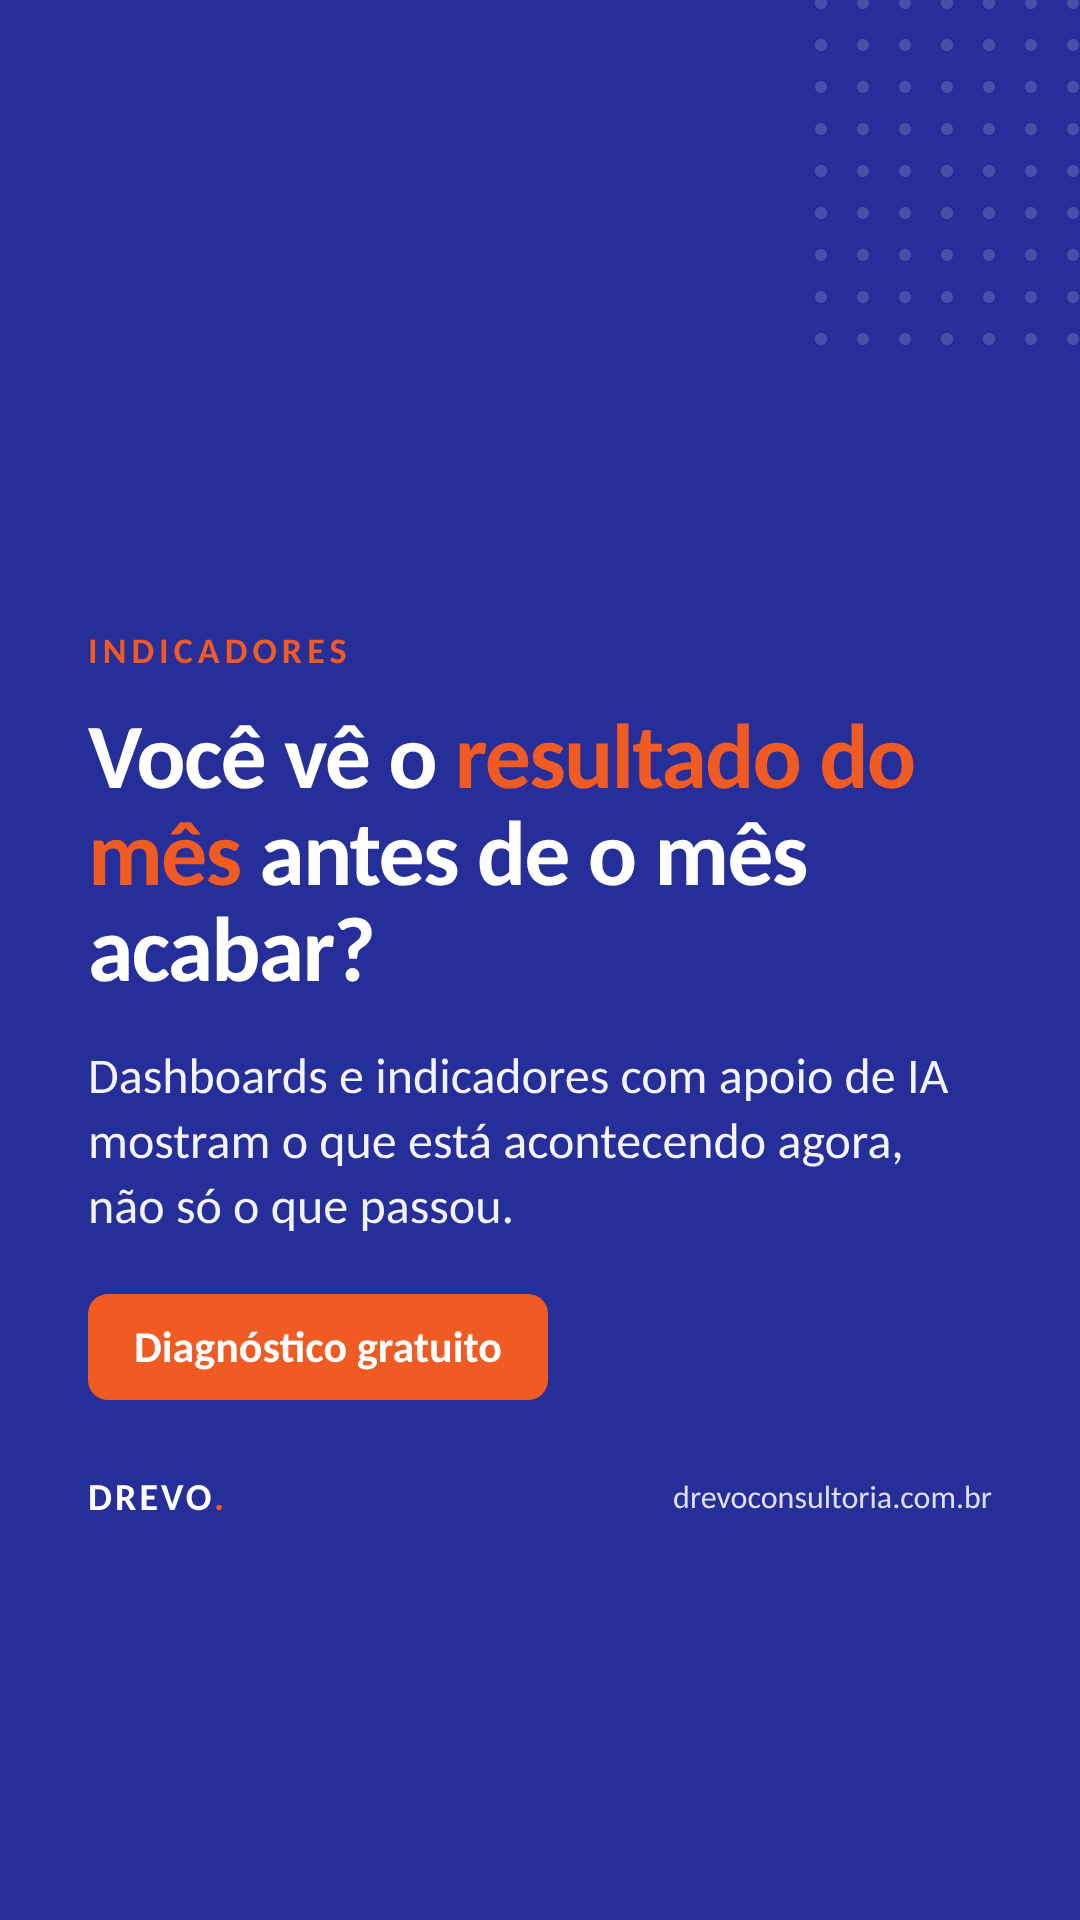 INDICADORES
Você vê o resultado do
mês antes de o mês
acabar?
Dashboards e indicadores com apoio de IA
mostram o que está acontecendo agora,
não só o que passou.
Diagnóstico gratuito
DREVO.
drevoconsultoria.com.br